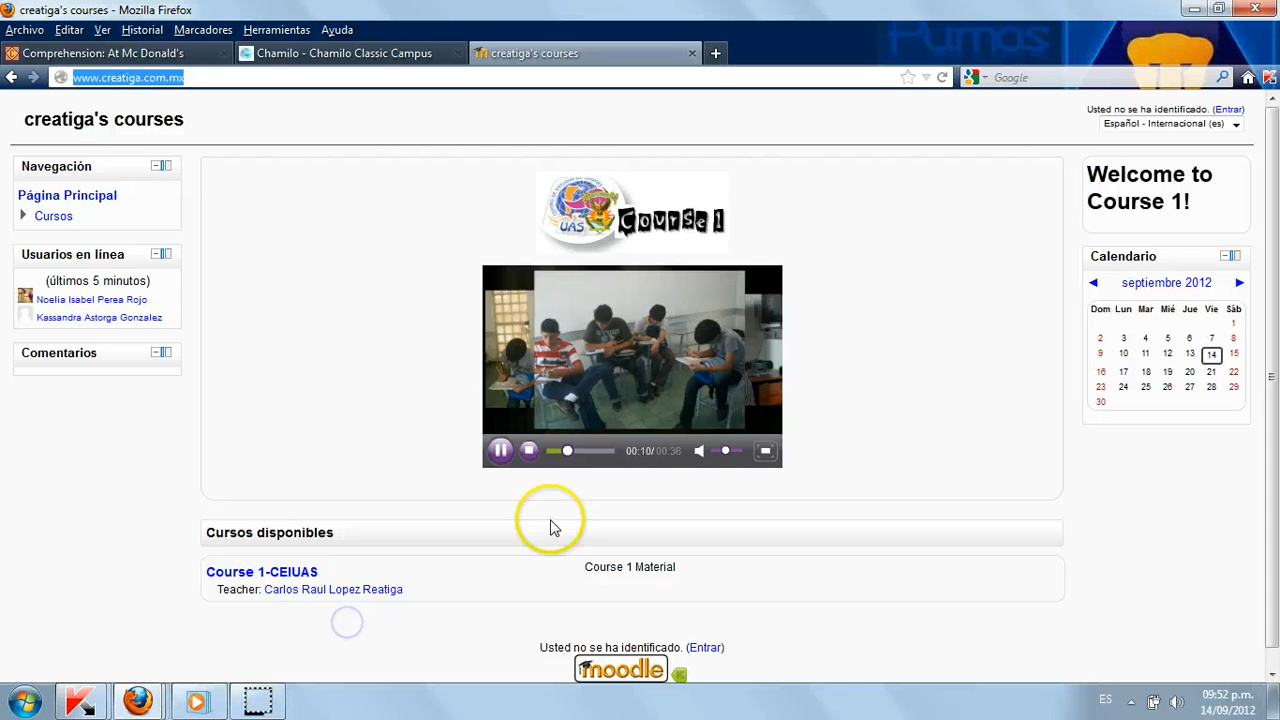 creatiga's courses - Mozilla Firefox
Archivo Editar Ver Historial Marcadores Herramientas Ayuda
Pumas
Comprehension: At Mc Donald's
Chamilo - Chamilo Classic Campus
creatiga's courses
www.creatiga.com.mx
Google
creatiga's courses
Usted no se ha identificado. (Entrar)
Español - Internacional (es)
Navegación
Página Principal
Cursos
Usuarios en línea
(últimos 5 minutos)
Noelia Isabel Perea Rojo
Kassandra Astorga Gonzalez
Comentarios
UAS
Course 1
00:10/00:36
Cursos disponibles
Course 1-CEIUAS
Teacher: Carlos Raul Lopez Reatiga
Course 1 Material
Usted no se ha identificado. (Entrar)
moodle
Welcome to
Course 1!
Calendario
septiembre 2012
Dom Lun Mar Mié Jue Vie Sáb
1
2 3 4 5 6 7 8
9 10 11 12 13 14 15
16 17 18 19 20 21 22
23 24 25 26 27 28 29
30
ES
09:52 p.m.
14/09/2012